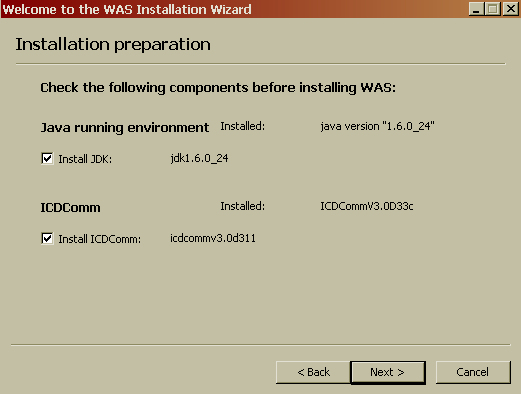 Welcome to the WAS Installation Wizard
Installation preparation
Check the following components before installing WAS:
Java running environment Installed: java version "1.6.0_24"
Install JDK: jdk1.6.0_24
ICDComm Installed: ICDCommV3.0D33c
Install ICDComm: icdcommv3.0d311
< Back Next > Cancel